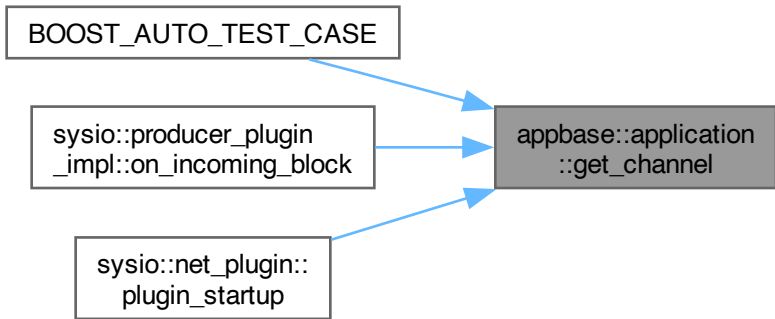 BOOST_AUTO_TEST_CASE
sysio::producer_plugin
_impl::on_incoming_block
appbase::application
::get_channel
sysio::net_plugin::
plugin_startup